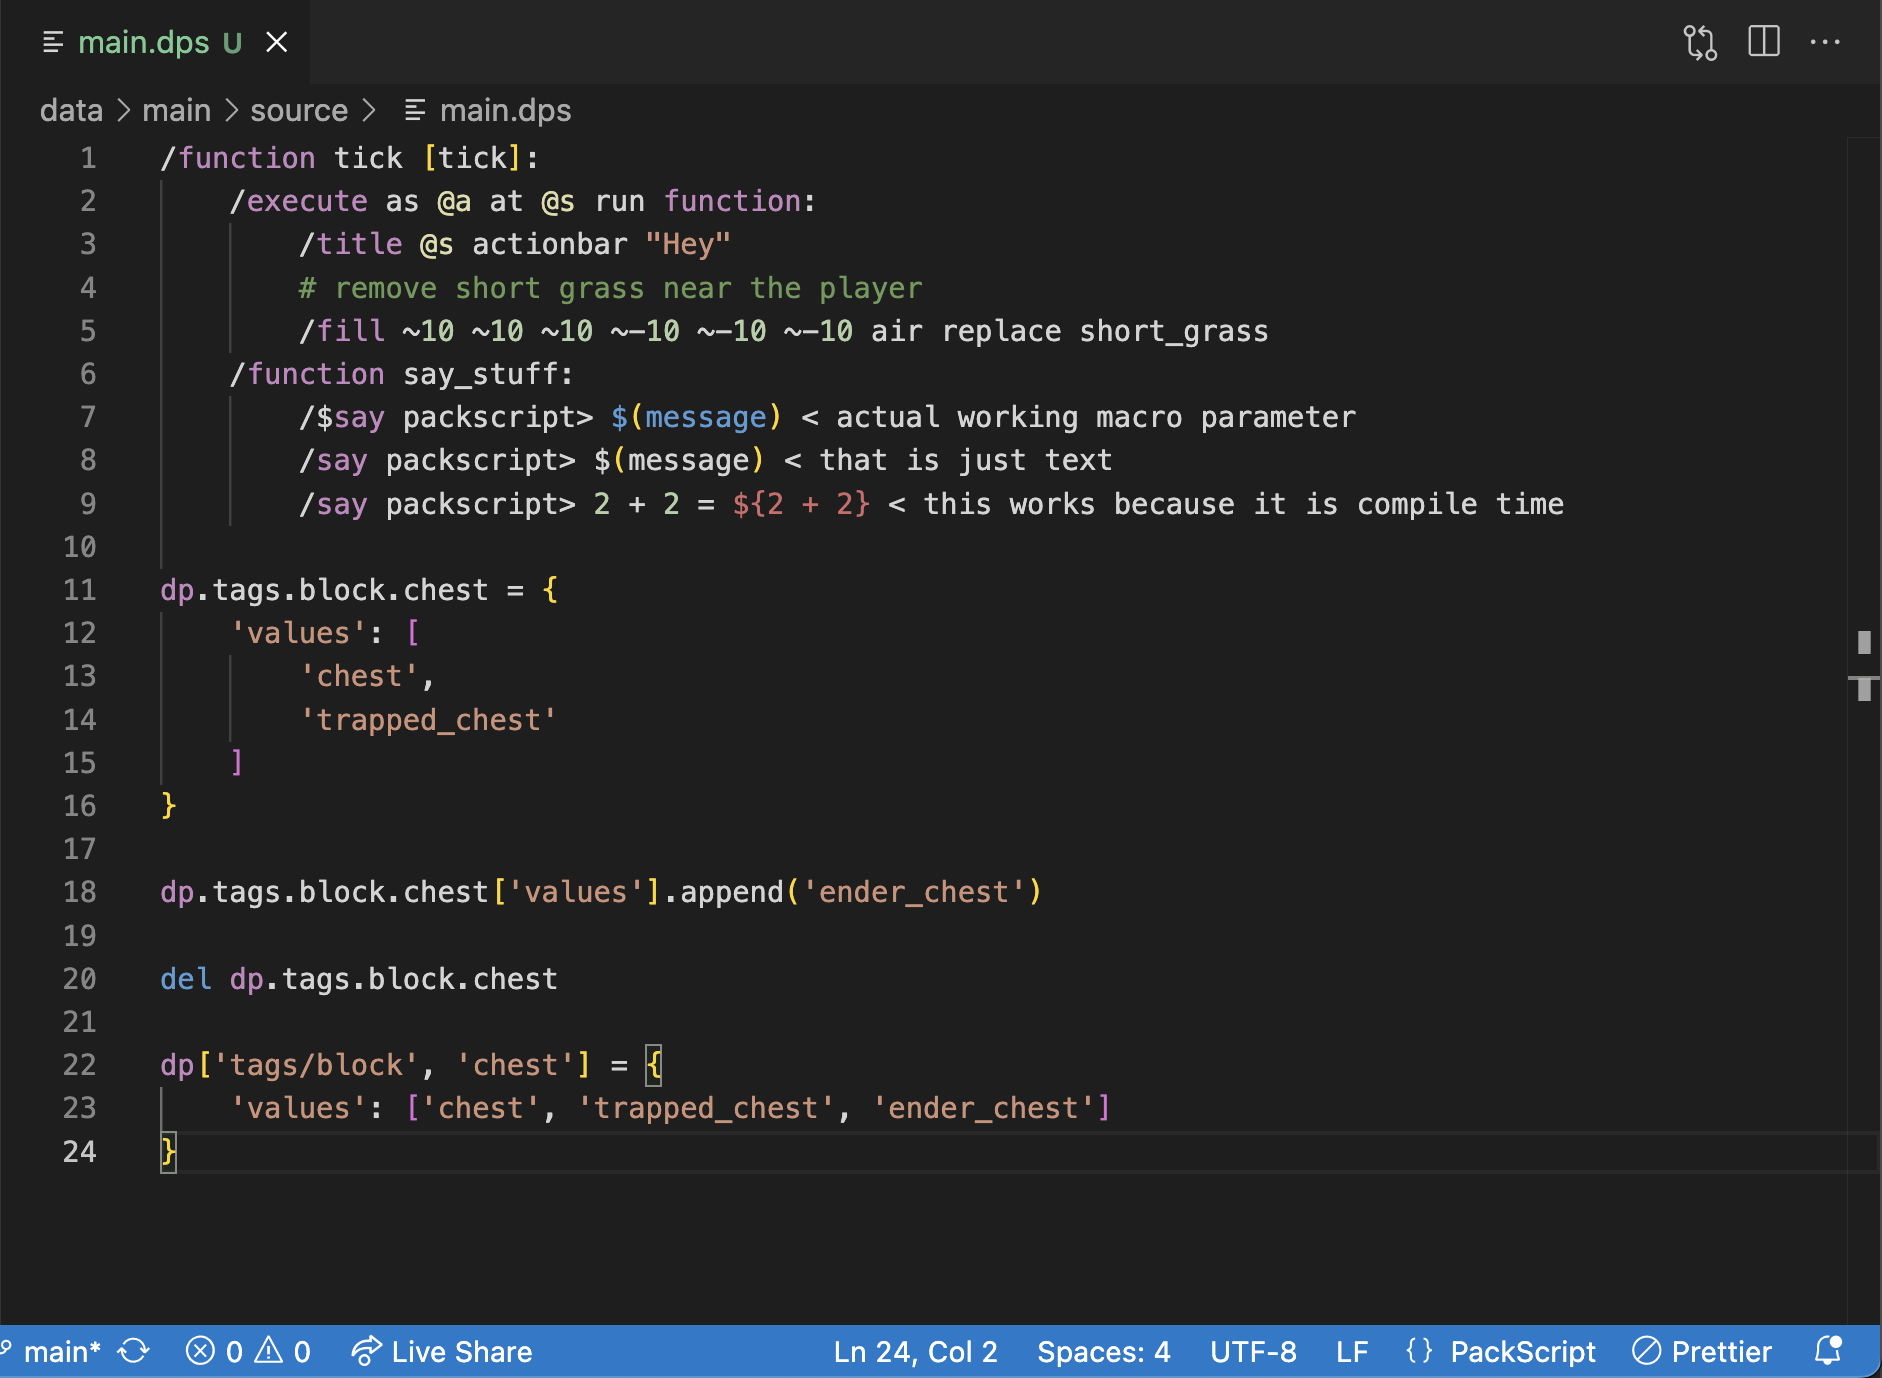 main.dps U
data > main > source > main.dps
1 /function tick [tick]:
2     /execute as @a at @s run function:
3         /title @s actionbar "Hey"
4         # remove short grass near the player
5         /fill ~10 ~10 ~10 ~-10 ~-10 ~-10 air replace short_grass
6     /function say_stuff:
7         /$say packscript> $(message) < actual working macro parameter
8         /say packscript> $(message) < that is just text
9         /say packscript> 2 + 2 = ${2 + 2} < this works because it is compile time
10
11 dp.tags.block.chest = {
12     'values': [
13         'chest',
14         'trapped_chest'
15     ]
16 }
17
18 dp.tags.block.chest['values'].append('ender_chest')
19
20 del dp.tags.block.chest
21
22 dp['tags/block', 'chest'] = {
23     'values': ['chest', 'trapped_chest', 'ender_chest']
24 }
main* 0 0 Live Share Ln 24, Col 2 Spaces: 4 UTF-8 LF {} PackScript Prettier